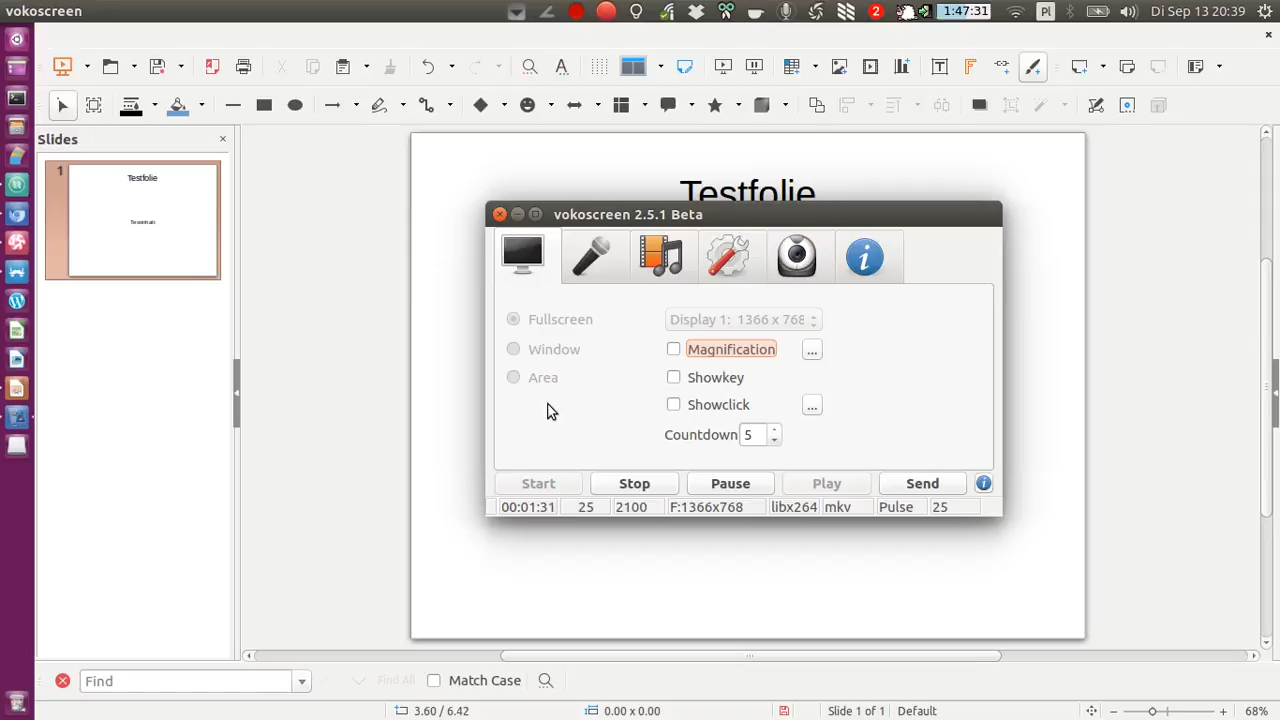 vokoscreen
2
1:47:31
Pl
Di Sep 13 20:39
Slides
1
Testfolie
Testinhalt
Testfolie
vokoscreen 2.5.1 Beta
Fullscreen
Display 1: 1366 x 768
Window
Magnification
...
Area
Showkey
Showclick
...
Countdown 5
Start
Stop
Pause
Play
Send
00:01:31
25
2100
F:1366x768
libx264
mkv
Pulse
25
Find
Find All
Match Case
3.60 / 6.42
0.00 x 0.00
Slide 1 of 1
Default
68%